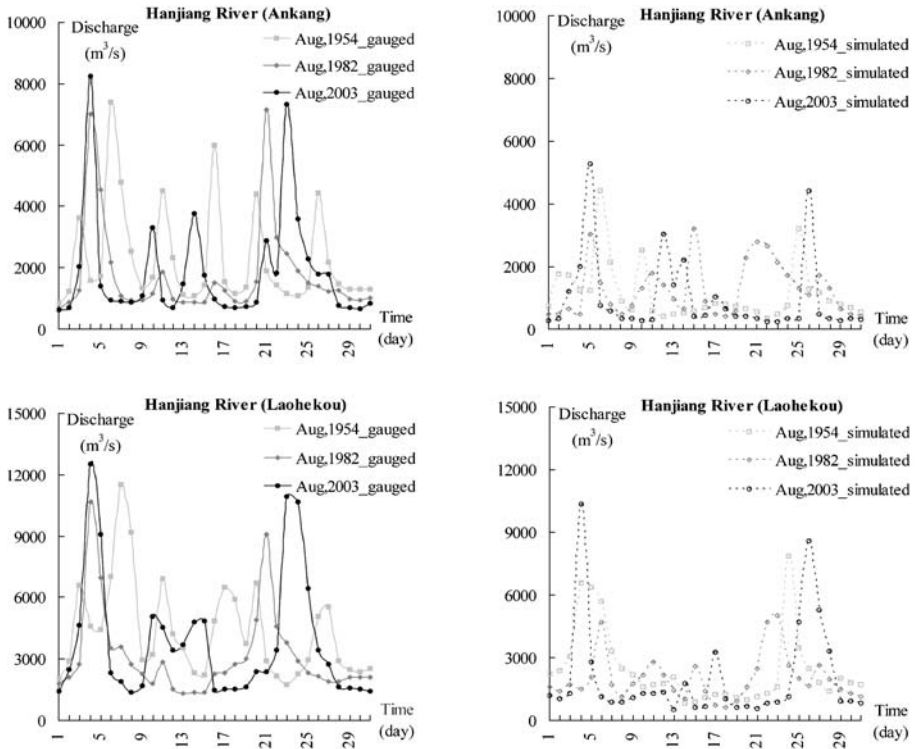 Hanjiang River (Ankang)
10000
8000
6000
4000
2000
0
Discharge
(m³/s)
Aug,1954_gauged
Aug,1982_gauged
Aug,2003_gauged
Time
(day)
1
5
9
13
17
21
25
29
Hanjiang River (Ankang)
10000
8000
6000
4000
2000
0
Discharge
(m³/s)
Aug,1954_simulated
Aug,1982_simulated
Aug,2003_simulated
Time
(day)
1
5
9
13
17
21
25
29
Hanjiang River (Laohekou)
15000
12000
9000
6000
3000
0
Discharge
(m³/s)
Aug,1954_gauged
Aug,1982_gauged
Aug,2003_gauged
Time
(day)
1
5
9
13
17
21
25
29
Hanjiang River (Laohekou)
15000
12000
9000
6000
3000
0
Discharge
(m³/s)
Aug,1954_simulated
Aug,1982_simulated
Aug,2003_simulated
Time
(day)
1
5
9
13
17
21
25
29